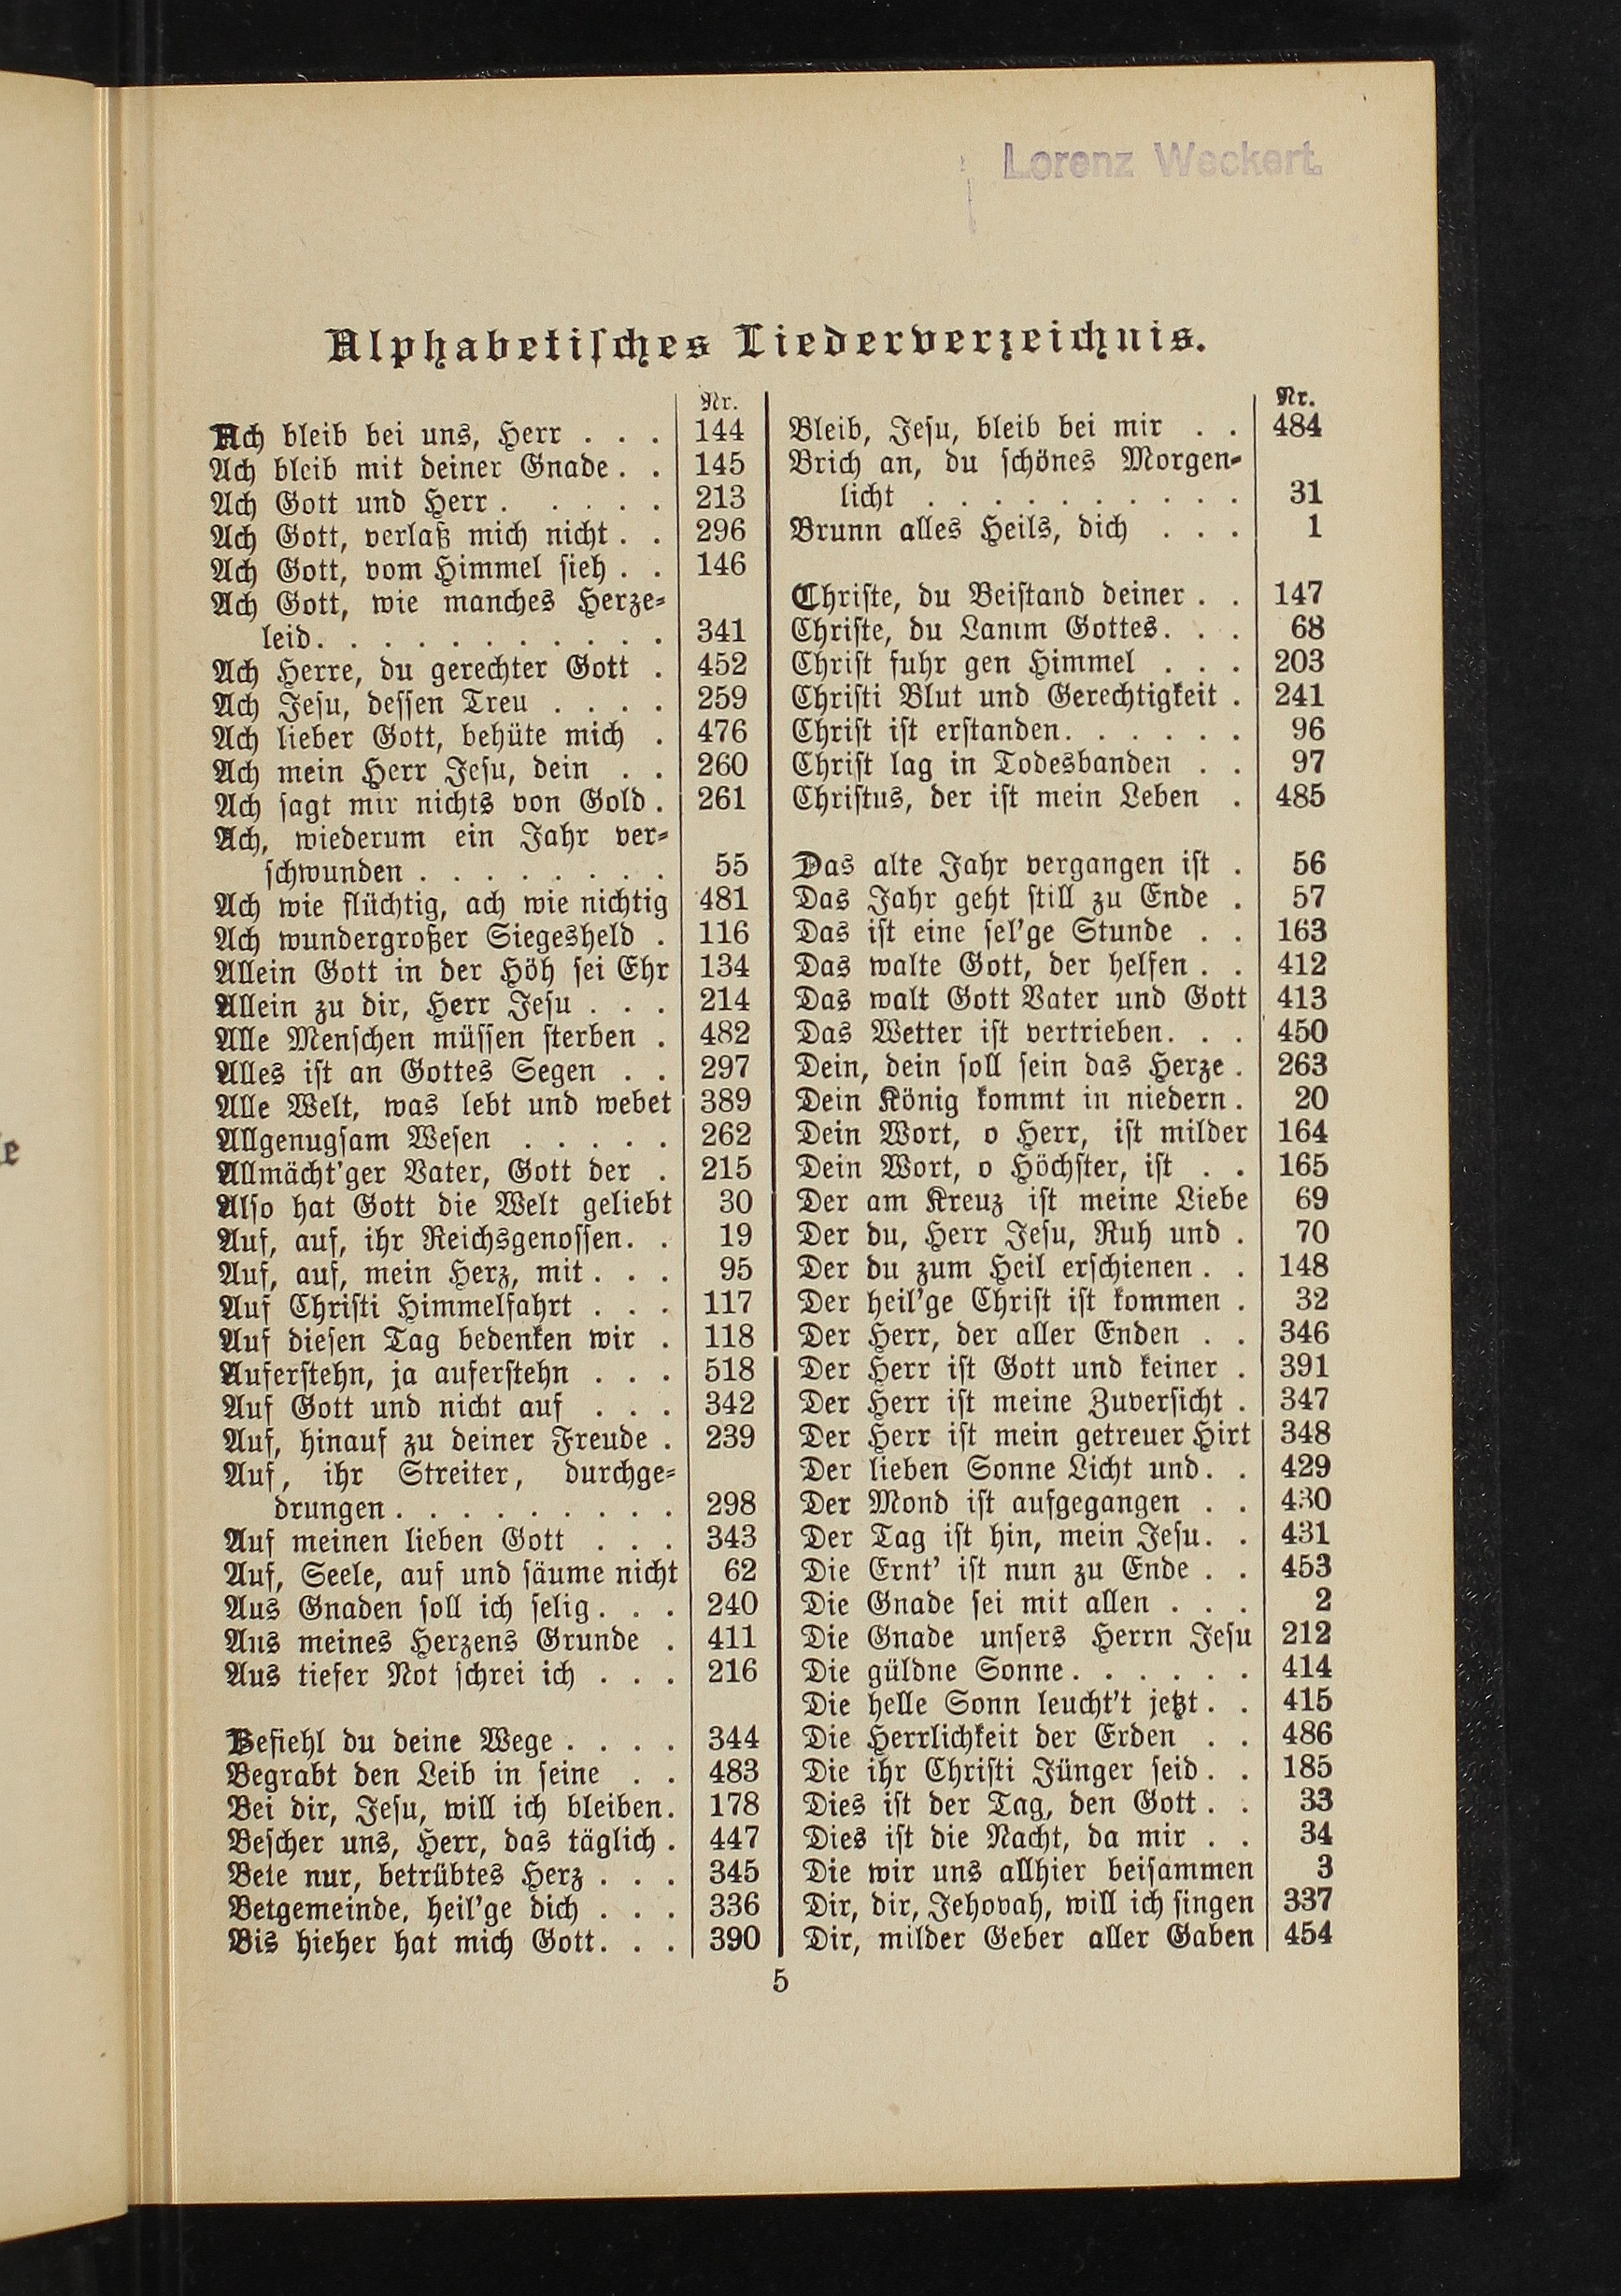 Lorenz Weckert.
Alphabetisches Liederverzeichnis.
Nr.
Ach bleib bei uns, Herr . . . 144
Ach bleib mit deiner Gnade . . 145
Ach Gott und Herr . . . . . 213
Ach Gott, verlaß mich nicht . . 296
Ach Gott, vom Himmel sieh . . 146
Ach Gott, wie manches Herze-
leid . . . . . . . . . . . 341
Ach Herre, du gerechter Gott . 452
Ach Jesu, dessen Treu . . . . 259
Ach lieber Gott, behüte mich . 476
Ach mein Herr Jesu, dein . . 260
Ach sagt mir nichts von Gold . 261
Ach, wiederum ein Jahr ver-
schwunden . . . . . . . . 55
Ach wie flüchtig, ach wie nichtig 481
Ach wundergroßer Siegesheld . 116
Allein Gott in der Höh sei Ehr 134
Allein zu dir, Herr Jesu . . . 214
Alle Menschen müssen sterben . 482
Alles ist an Gottes Segen . . 297
Alle Welt, was lebt und webet 389
Allgenugsam Wesen . . . . . 262
Allmächt'ger Vater, Gott der . 215
Also hat Gott die Welt geliebt 30
Auf, auf, ihr Reichsgenossen . . 19
Auf, auf, mein Herz, mit . . . 95
Auf Christi Himmelfahrt . . . 117
Auf diesen Tag bedenken wir . 118
Auferstehn, ja auferstehn . . . 518
Auf Gott und nicht auf . . . 342
Auf, hinauf zu deiner Freude . 239
Auf, ihr Streiter, durchge-
drungen . . . . . . . . . 298
Auf meinen lieben Gott . . . 343
Auf, Seele, auf und säume nicht 62
Aus Gnaden soll ich selig . . . 240
Aus meines Herzens Grunde . 411
Aus tiefer Not schrei ich . . . 216
Befiehl du deine Wege . . . . 344
Begrabt den Leib in seine . . 483
Bei dir, Jesu, will ich bleiben . 178
Bescher uns, Herr, das täglich . 447
Bete nur, betrübtes Herz . . . 345
Betgemeinde, heil'ge dich . . . 336
Bis hieher hat mich Gott . . . 390
Nr.
Bleib, Jesu, bleib bei mir . . 484
Brich an, du schönes Morgen-
licht . . . . . . . . . . 31
Brunn alles Heils, dich . . . 1
Christe, du Beistand deiner . . 147
Christe, du Lamm Gottes . . . 68
Christ fuhr gen Himmel . . . 203
Christi Blut und Gerechtigkeit . 241
Christ ist erstanden . . . . . . 96
Christ lag in Todesbanden . . 97
Christus, der ist mein Leben . 485
Das alte Jahr vergangen ist . 56
Das Jahr geht still zu Ende . 57
Das ist eine sel'ge Stunde . . 163
Das walte Gott, der helfen . . 412
Das walt Gott Vater und Gott 413
Das Wetter ist vertrieben . . . 450
Dein, dein soll sein das Herze . 263
Dein König kommt in niedern . 20
Dein Wort, o Herr, ist milder 164
Dein Wort, o Höchster, ist . . 165
Der am Kreuz ist meine Liebe 69
Der du, Herr Jesu, Ruh und . 70
Der du zum Heil erschienen . . 148
Der heil'ge Christ ist kommen . 32
Der Herr, der aller Enden . . 346
Der Herr ist Gott und keiner . 391
Der Herr ist meine Zuversicht . 347
Der Herr ist mein getreuer Hirt 348
Der lieben Sonne Licht und . . 429
Der Mond ist aufgegangen . . 430
Der Tag ist hin, mein Jesu . . 431
Die Ernt' ist nun zu Ende . . 453
Die Gnade sei mit allen . . . 2
Die Gnade unsers Herrn Jesu 212
Die güldne Sonne . . . . . . 414
Die helle Sonn leucht't jetzt . . 415
Die Herrlichkeit der Erden . . 486
Die ihr Christi Jünger seid . . 185
Dies ist der Tag, den Gott . . 33
Dies ist die Nacht, da mir . . 34
Die wir uns allhier beisammen 3
Dir, dir, Jehovah, will ich singen 337
Dir, milder Geber aller Gaben 454
5